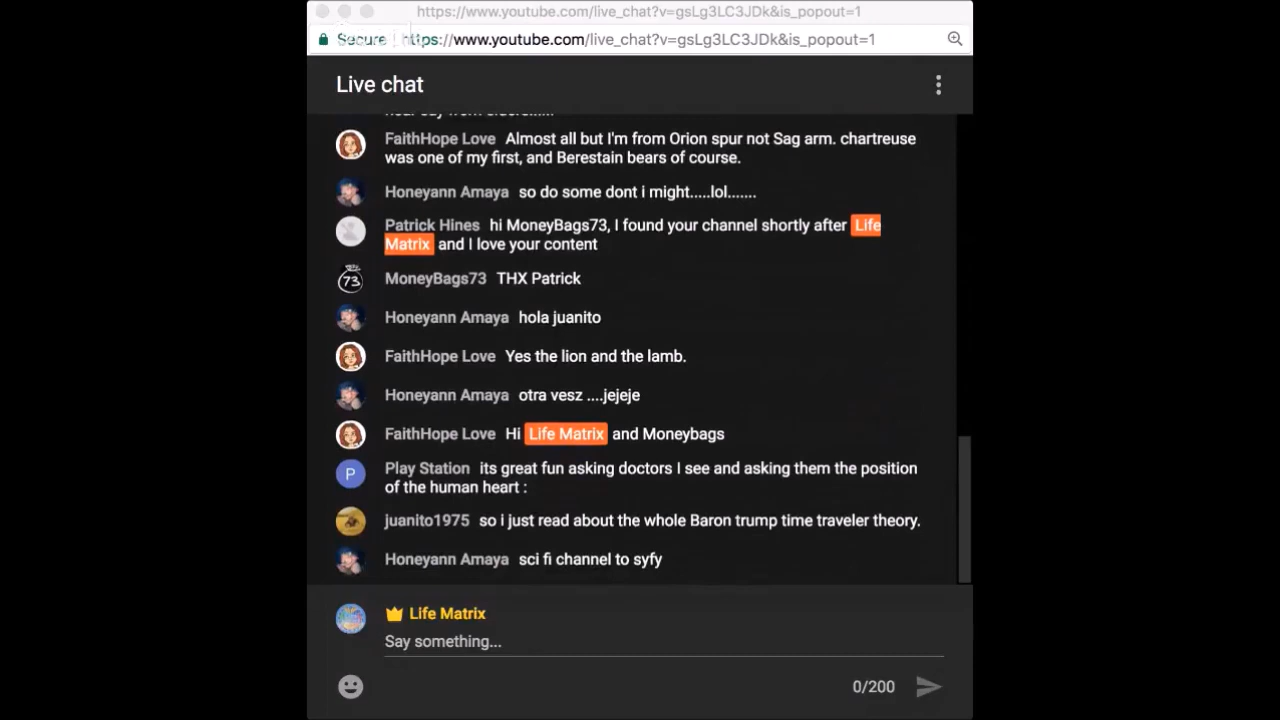 https://www.youtube.com/live_chat?v=gsLg3LC3JDk&is_popout=1
Secure https://www.youtube.com/live_chat?v=gsLg3LC3JDk&is_popout=1
Live chat
FaithHope Love Almost all but I'm from Orion spur not Sag arm. chartreuse
was one of my first, and Berestain bears of course.
Honeyann Amaya so do some dont i might.....lol.......
Patrick Hines hi MoneyBags73, I found your channel shortly after Life
Matrix and I love your content
73 MoneyBags73 THX Patrick
Honeyann Amaya hola juanito
FaithHope Love Yes the lion and the lamb.
Honeyann Amaya otra vesz ....jejeje
FaithHope Love Hi Life Matrix and Moneybags
P Play Station its great fun asking doctors I see and asking them the position
of the human heart :
juanito1975 so i just read about the whole Baron trump time traveler theory.
Honeyann Amaya sci fi channel to syfy
Life Matrix
Say something...
0/200